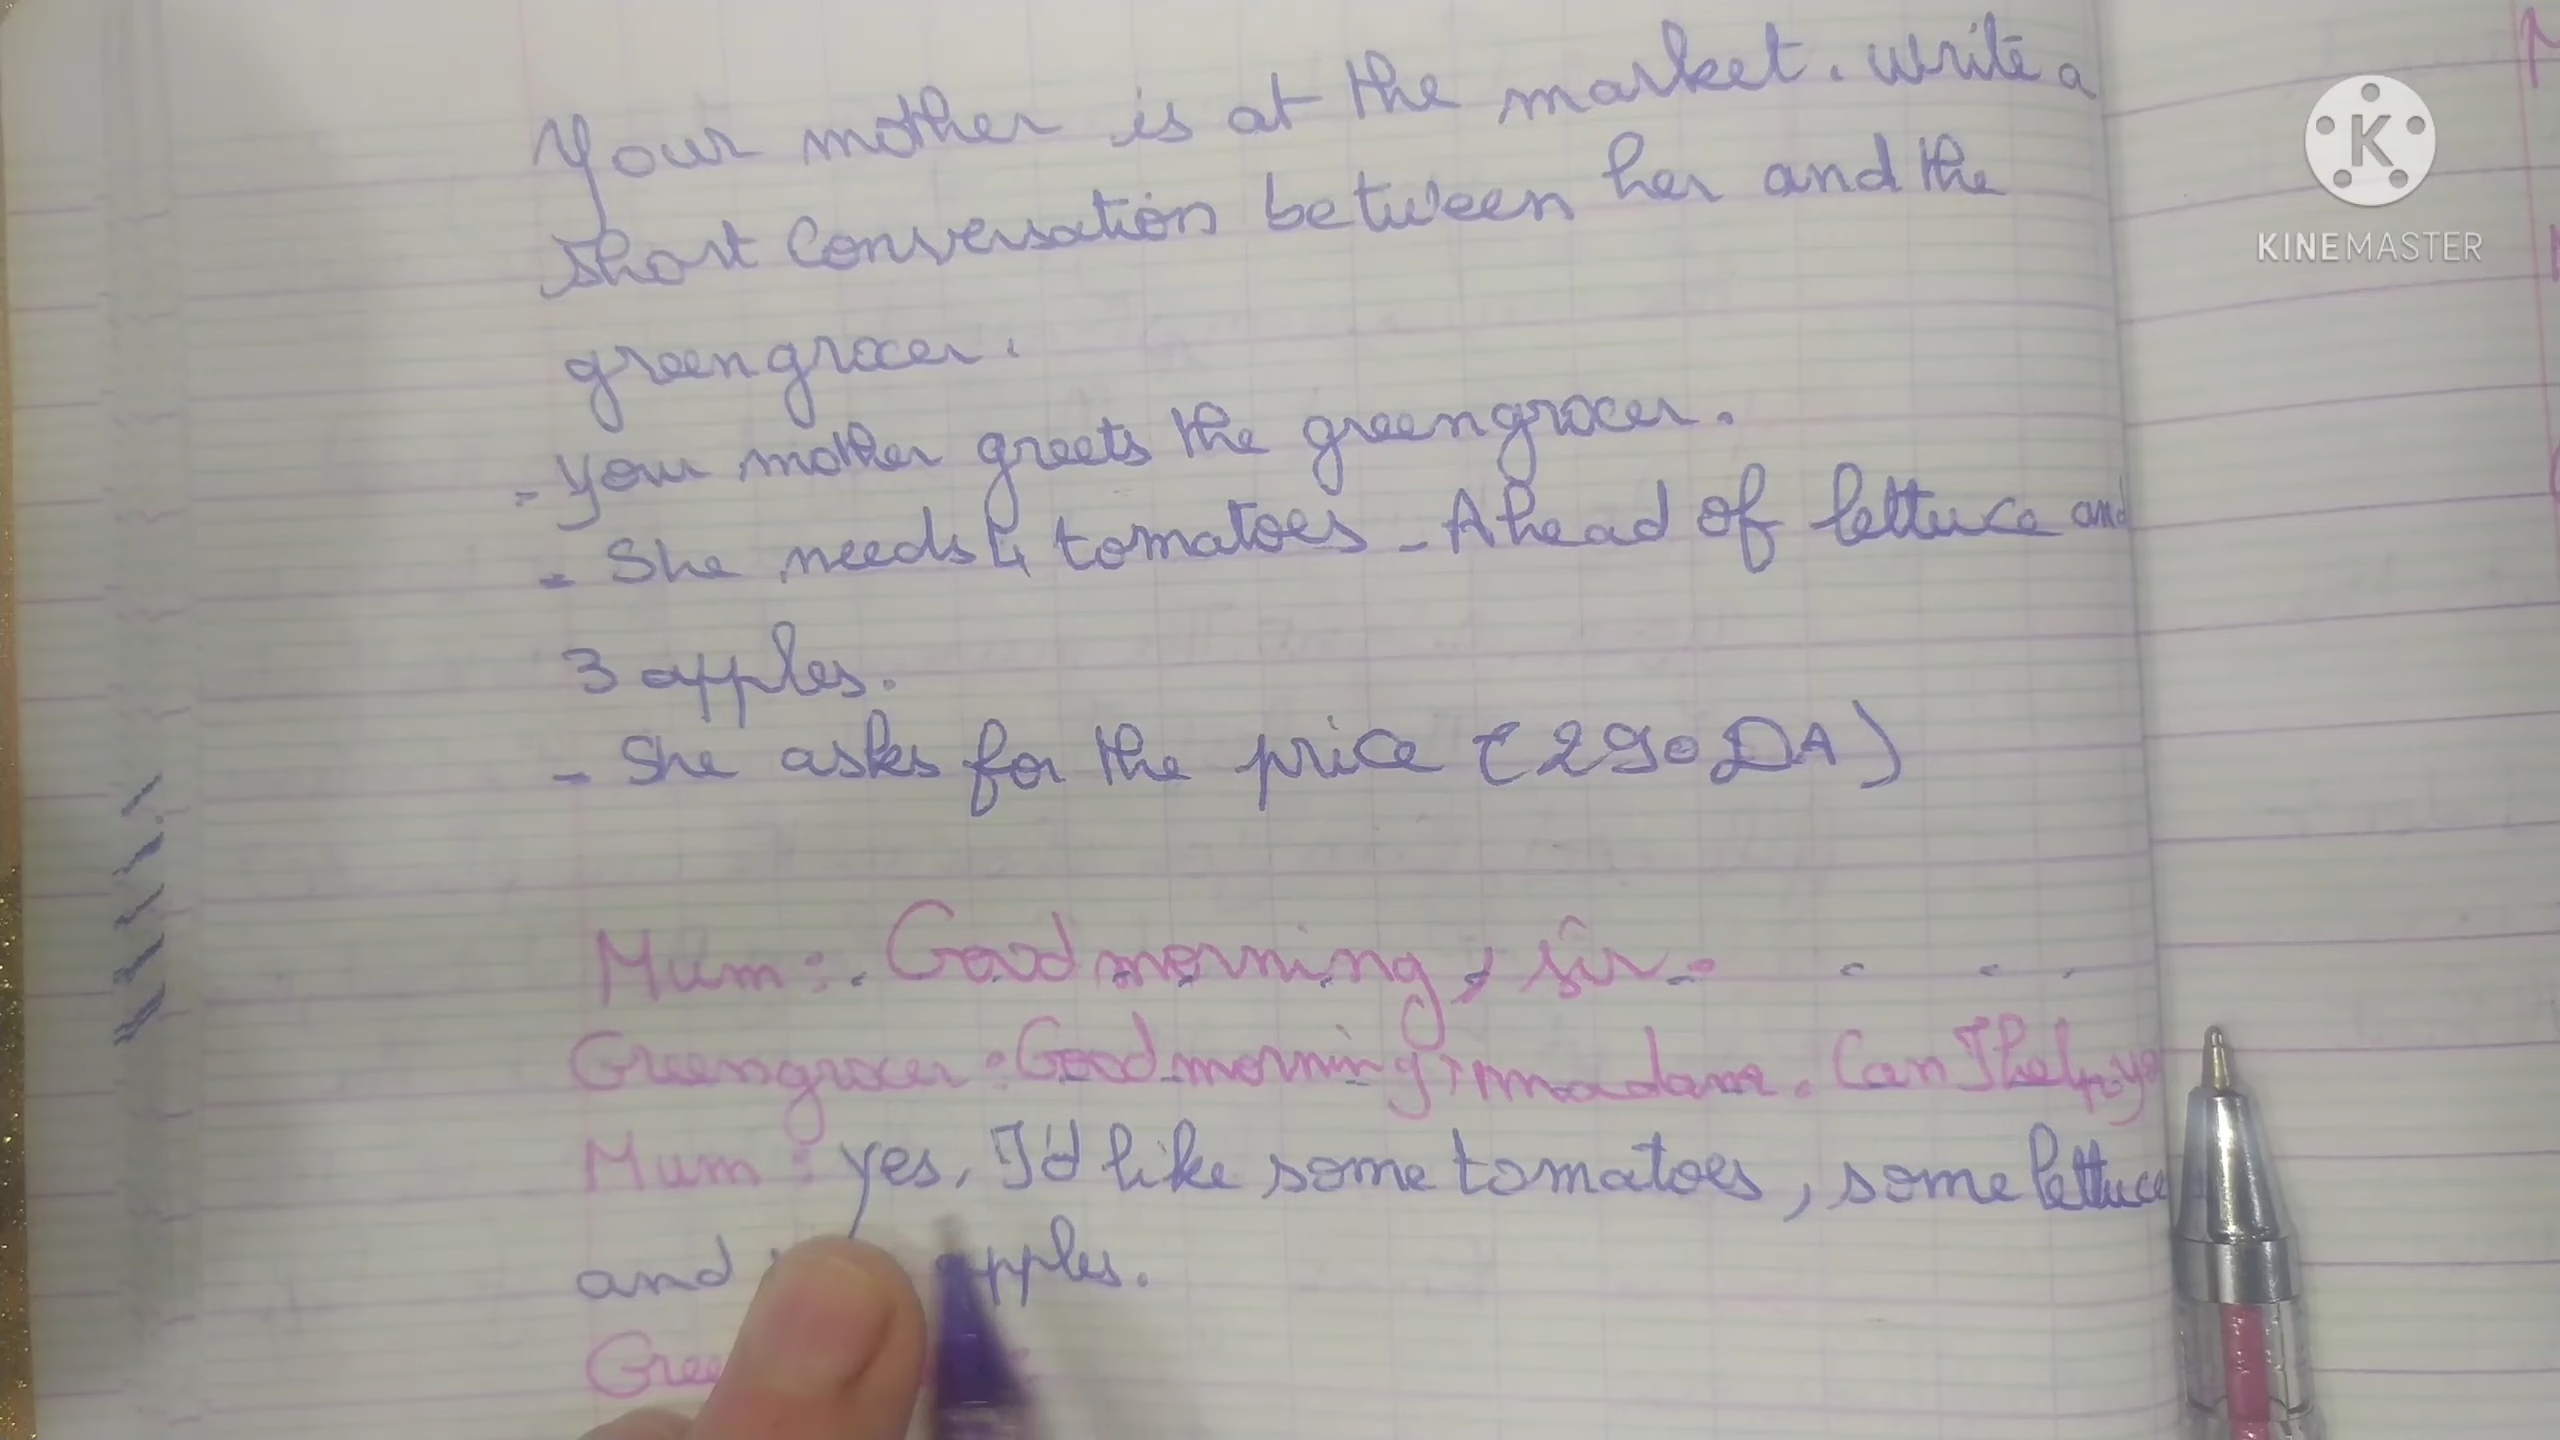 Your mother is at the market. Write a
short conversation between her and the
greengrocer.
- Your mother greets the greengrocer.
- She needs 4 tomatoes - A head of lettuce and
3 apples.
- She asks for the price (290 DA)
Mum: Good morning, sir.
Greengrocer: Good morning, madam. Can I help yo
Mum: yes, I'd like some tomatoes, some lettuce
and apples.
Gree
KINEMASTER